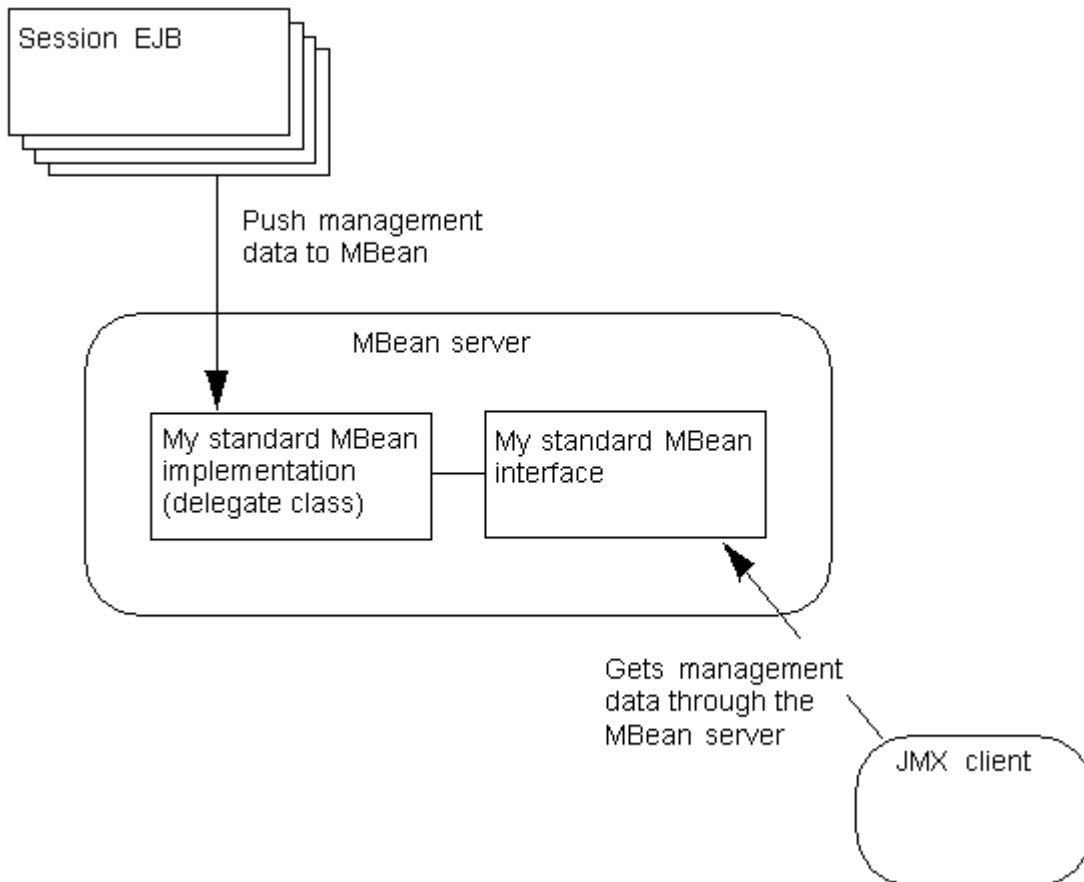 Session EJB
Push management
data to MBean
MBean server
My standard MBean
implementation
(delegate class)
My standard MBean
interface
Gets management
data through the
MBean server
JMX client